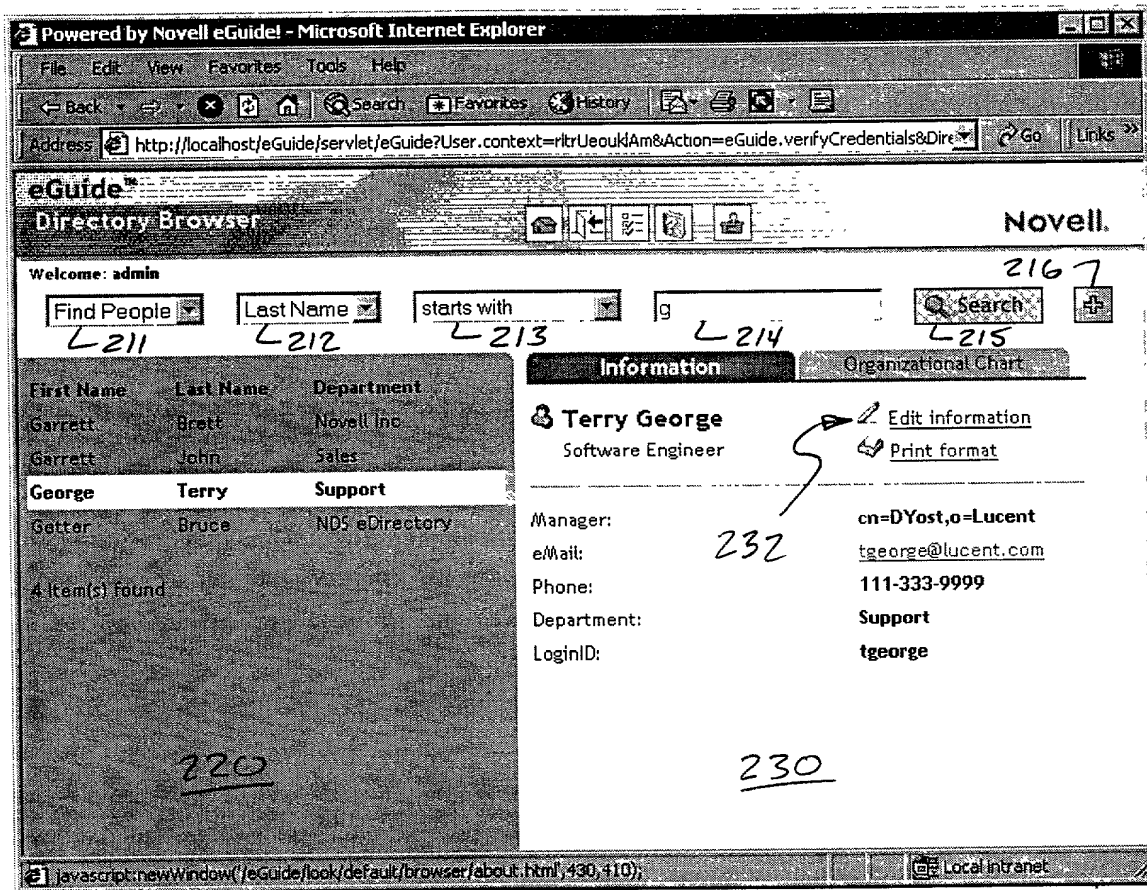 Powered by Novell eGuide! - Microsoft Internet Explorer
File Edit View Favorites Tools Help
Back Search Favorites History
Address http://localhost/eGuide/servlet/eGuide?User.context=rltrUeouklAm&Action=eGuide.verifyCredentials&Dire Go Links »
eGuide™
Directory Browser
Novell.
Welcome: admin
216
Find People Last Name starts with g Search
211 212 213 214 215
Information Organizational Chart
First Name Last Name Department
Garrett Brett Novell Inc
Garrett John Sales
George Terry Support
Getter Bruce NDS eDirectory
4 Item(s) found
Terry George Edit information
Software Engineer Print format
232
Manager: cn=DYost,o=Lucent
eMail: tgeorge@lucent.com
Phone: 111-333-9999
Department: Support
LoginID: tgeorge
220 230
javascript:newWindow('/eGuide/look/default/browser/about.html',430,410); Local intranet